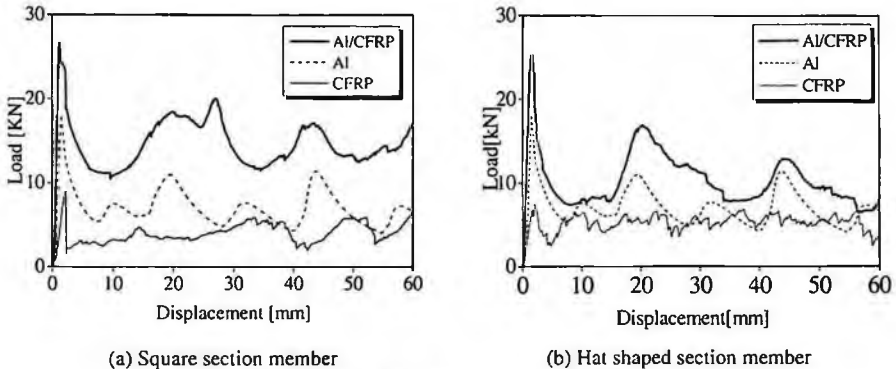 30
20
10
0
Load [KN]
Al/CFRP
Al
CFRP
0 10 20 30 40 50 60
Displacement [mm]
(a) Square section member
30
20
10
0
Load[kN]
Al/CFRP
Al
CFRP
0 10 20 30 40 50 60
Displacement[mm]
(b) Hat shaped section member